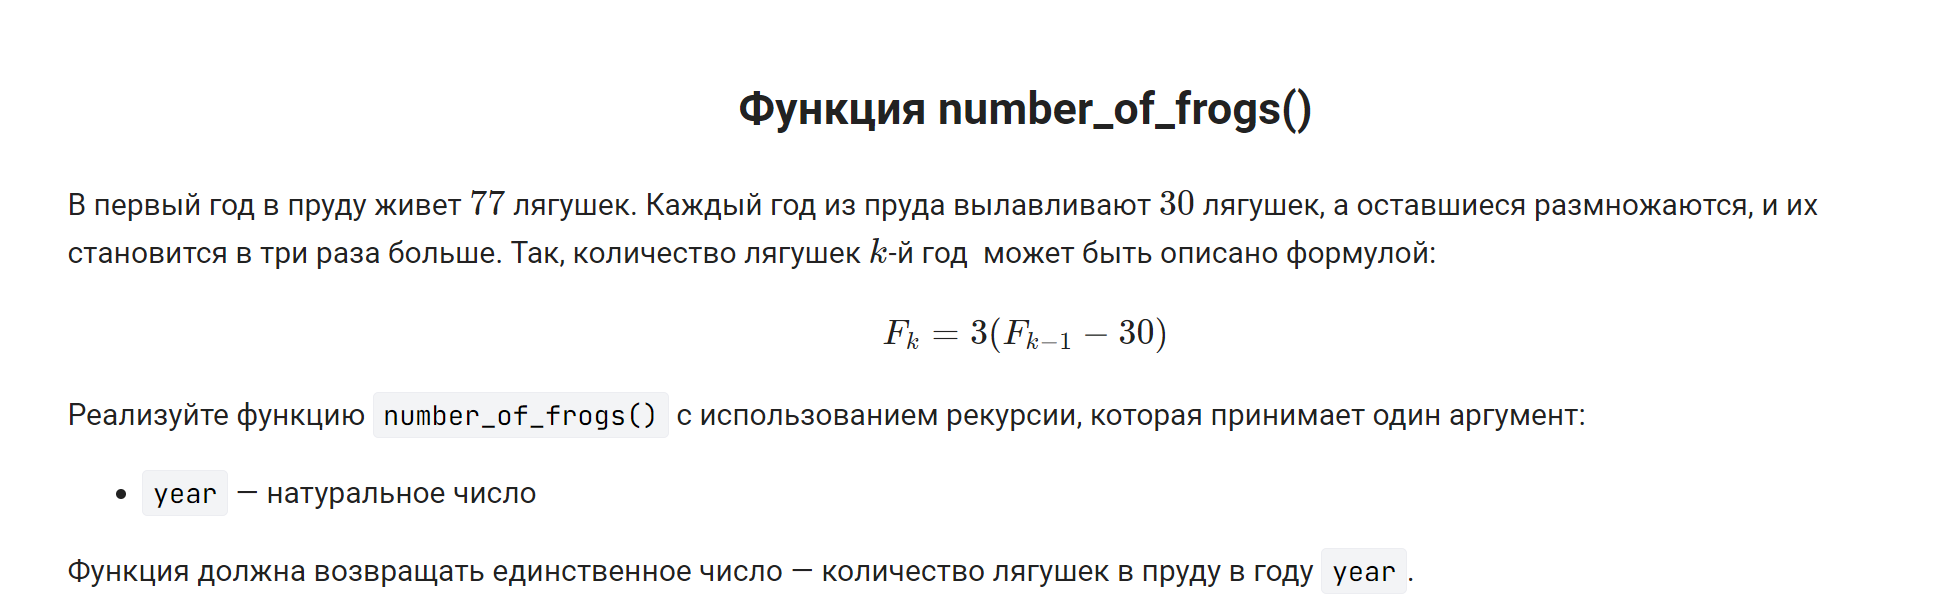 Функция number_of_frogs()
В первый год в пруду живет 77 лягушек. Каждый год из пруда вылавливают 30 лягушек, а оставшиеся размножаются, и их
становится в три раза больше. Так, количество лягушек k-й год может быть описано формулой:
F_k = 3(F_{k−1} − 30)
Реализуйте функцию number_of_frogs() с использованием рекурсии, которая принимает один аргумент:
• year — натуральное число
Функция должна возвращать единственное число — количество лягушек в пруду в году year.